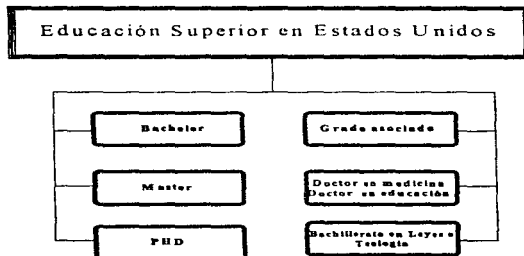 Educación Superior en Estados Unidos
Bachelor
Grado asociado
Master
Doctor en medicina
Doctor en educación
PHD
Bachillerato en Leyes o
Teología